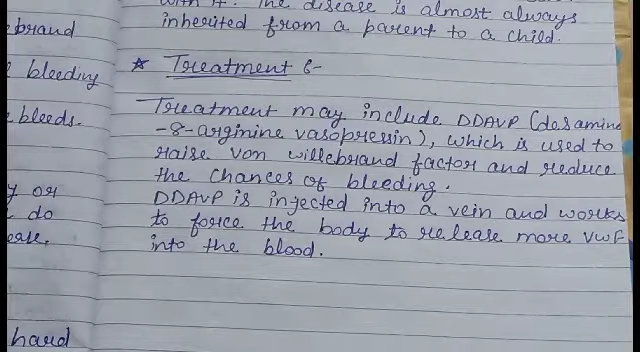 with it. The disease is almost always
inherited from a parent to a child.
ebrand
* Treatment :-
bleeding
Treatment may include DDAVP (desamino
bleeds.
-8-arginine vasopressin), which is used to
raise von willebrand factor and reduce
the chances of bleeding.
y or
DDAVP is injected into a vein and works
do
to force the body to release more VWF
into the blood.
hard